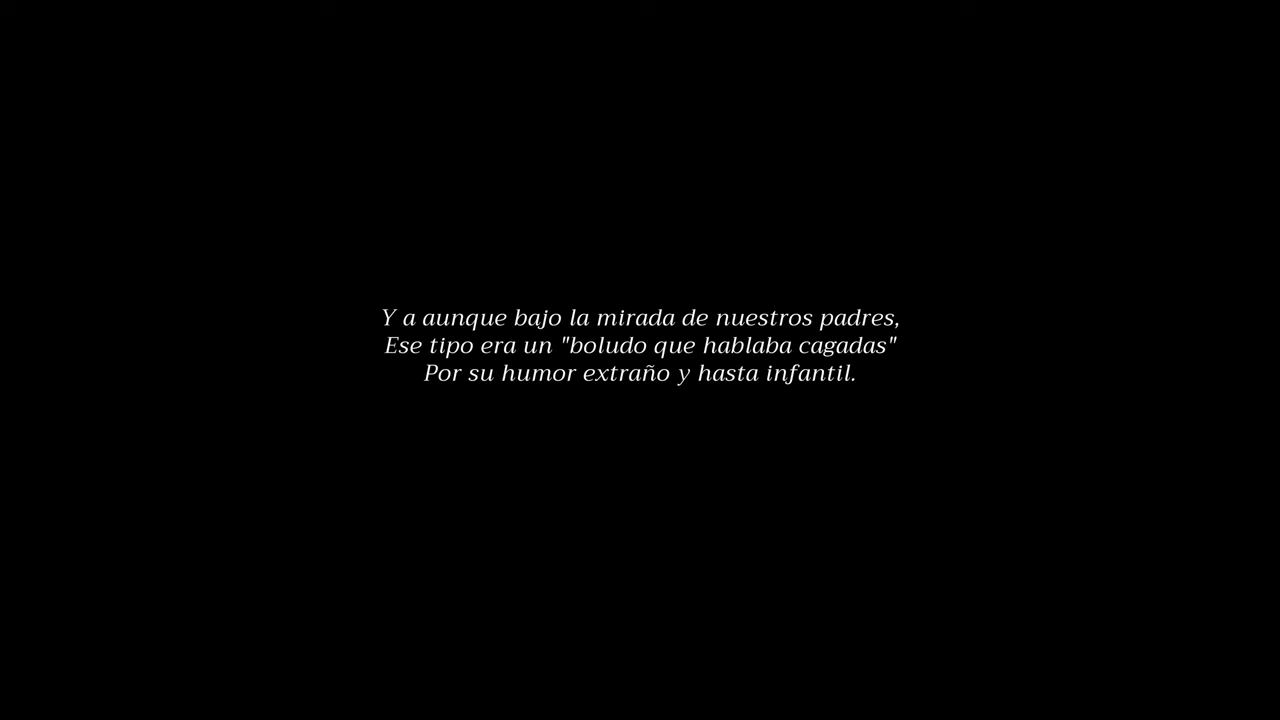 Y a aunque bajo la mirada de nuestros padres,
Ese tipo era un "boludo que hablaba cagadas"
Por su humor extraño y hasta infantil.